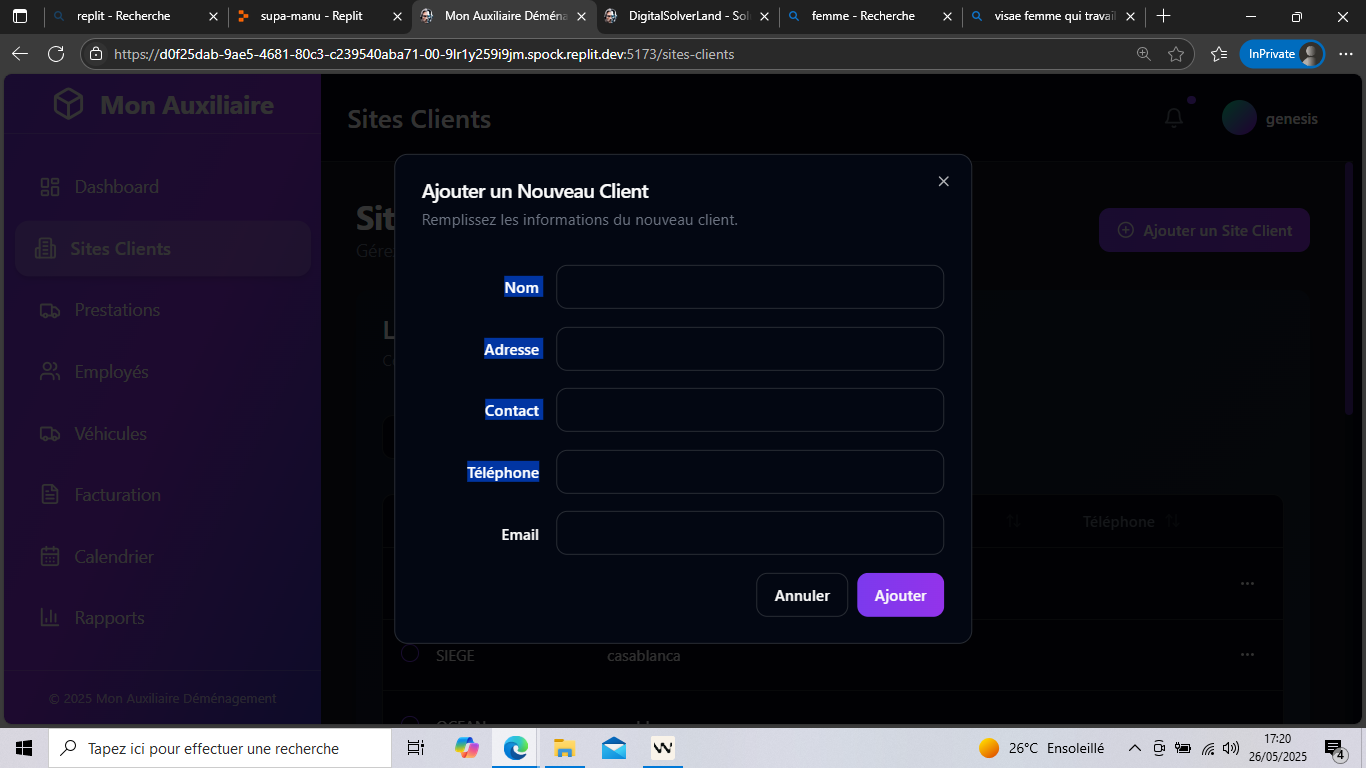 replit - Recherche
supa-manu - Replit
Mon Auxiliaire Déména
DigitalSolverLand - Sol
femme - Recherche
visae femme qui travai
https://d0f25dab-9ae5-4681-80c3-c239540aba71-00-9lr1y259i9jm.spock.replit.dev:5173/sites-clients
InPrivate
Mon Auxiliaire
Sites Clients
genesis
Dashboard
Sites Clients
Prestations
Employés
Véhicules
Facturation
Calendrier
Rapports
© 2025 Mon Auxiliaire Déménagement
Sit
Gére
Ajouter un Site Client
Ajouter un Nouveau Client
Remplissez les informations du nouveau client.
Nom
Adresse
Contact
Téléphone
Email
Annuler
Ajouter
Téléphone
SIEGE casablanca
OCEAN
Tapez ici pour effectuer une recherche
26°C Ensoleillé
17:20
26/05/2025
4